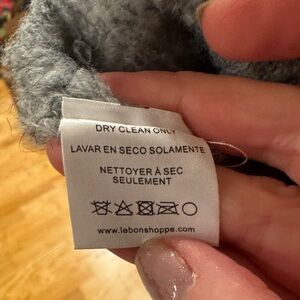 DRY CLEAN ONLY
LAVAR EN SECO SOLAMENTE
NETTOYER À SEC
SEULEMENT
www.lebonshoppe.com